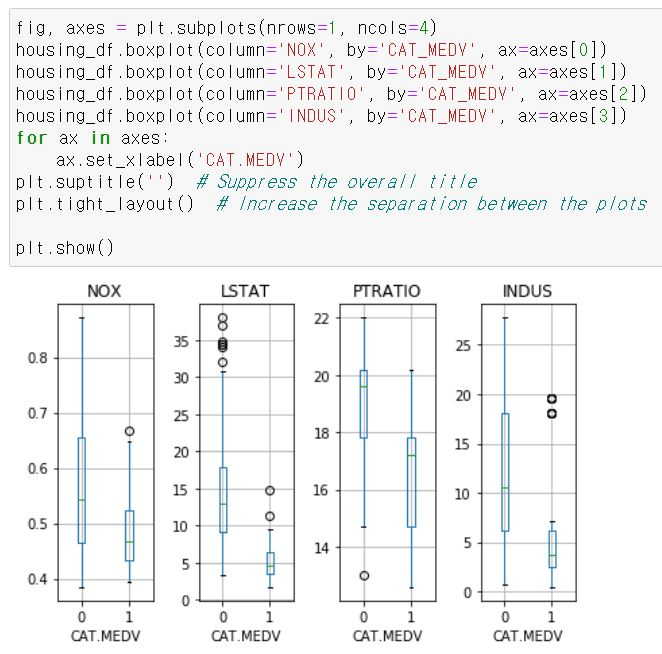 fig, axes = plt.subplots(nrows=1, ncols=4)
housing_df.boxplot(column='NOX', by='CAT_MEDV', ax=axes[0])
housing_df.boxplot(column='LSTAT', by='CAT_MEDV', ax=axes[1])
housing_df.boxplot(column='PTRATIO', by='CAT_MEDV', ax=axes[2])
housing_df.boxplot(column='INDUS', by='CAT_MEDV', ax=axes[3])
for ax in axes:
    ax.set_xlabel('CAT.MEDV')
plt.suptitle('')  # Suppress the overall title
plt.tight_layout()  # Increase the separation between the plots
plt.show()
NOX
0.8
0.7
0.6
0.5
0.4
0 1
CAT.MEDV
LSTAT
35
30
25
20
15
10
5
0
0 1
CAT.MEDV
PTRATIO
22
20
18
16
14
0 1
CAT.MEDV
INDUS
25
20
15
10
5
0
0 1
CAT.MEDV